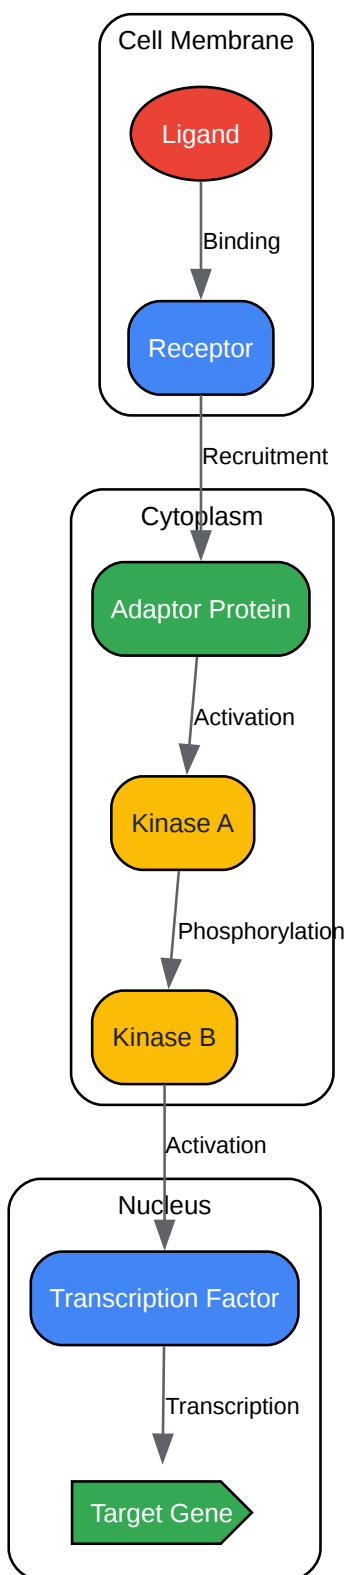 Cell Membrane
Ligand
Binding
Receptor
Recruitment
Cytoplasm
Adaptor Protein
Activation
Kinase A
Phosphorylation
Kinase B
Activation
Nucleus
Transcription Factor
Transcription
Target Gene